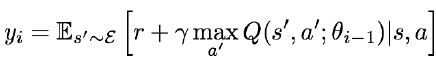 y_i = 𝔼_{s'∼ℰ} [ r + γ max_{a'} Q(s', a'; θ_{i−1}) | s, a ]